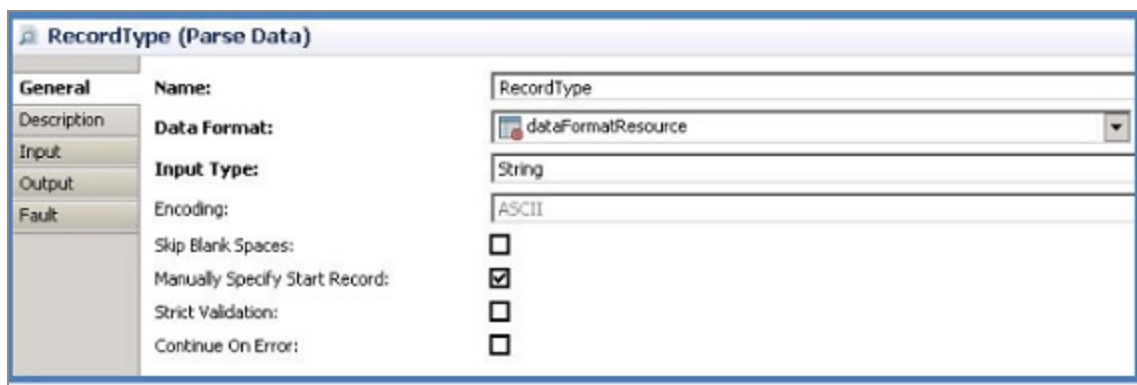 RecordType (Parse Data)
General
Name:
RecordType
Description
Data Format:
dataFormatResource
Input
Input Type:
String
Output
Fault
Encoding:
ASCII
Skip Blank Spaces:
Manually Specify Start Record:
Strict Validation:
Continue On Error: